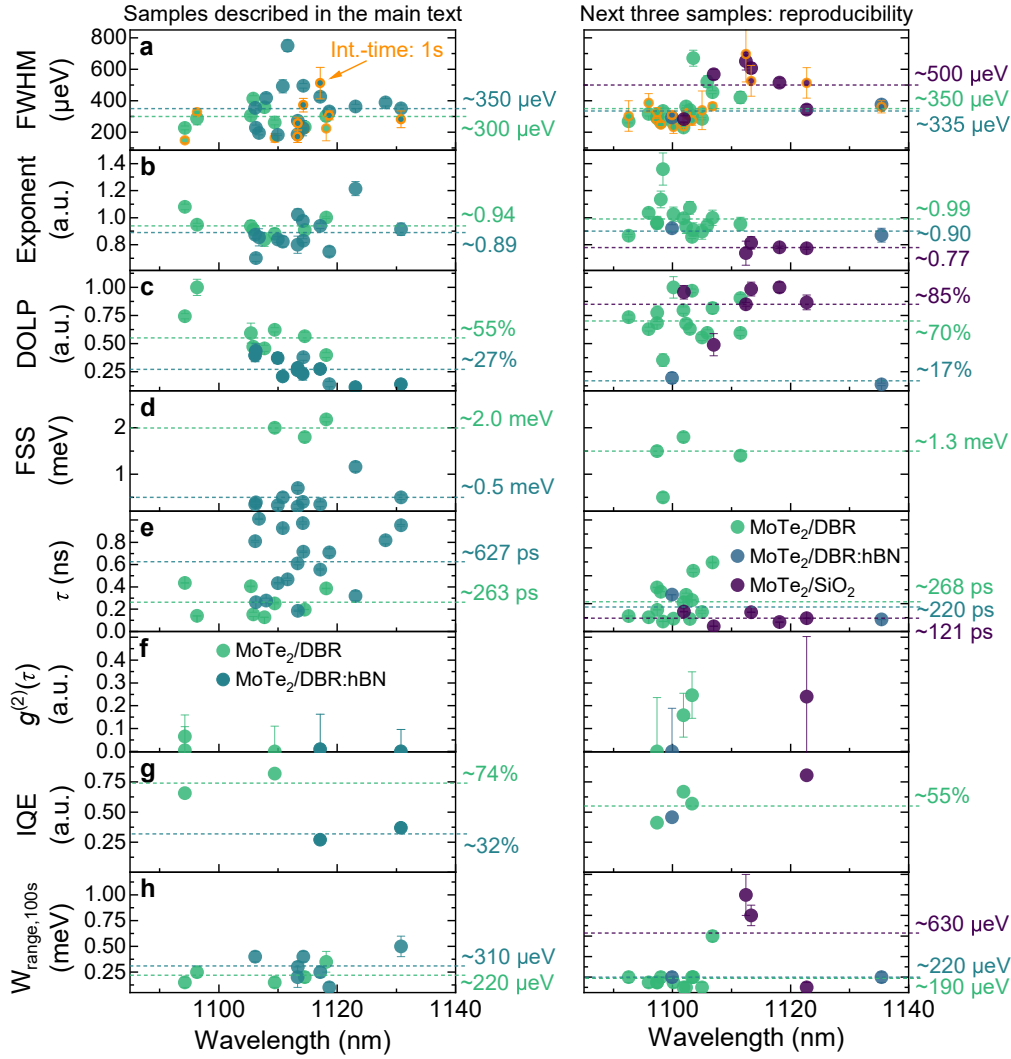 Samples described in the main text
Next three samples: reproducibility
FWHM
(µeV)
800
600
400
200
a
Int.-time: 1s
~350 µeV
~300 µeV
~500 µeV
~350 µeV
~335 µeV
Exponent
(a.u.)
1.4
1.2
1.0
0.8
b
~0.94
~0.89
~0.99
~0.90
~0.77
DOLP
(a.u.)
1.00
0.75
0.50
0.25
c
~55%
~27%
~85%
~70%
~17%
FSS
(meV)
2
1
d
~2.0 meV
~0.5 meV
~1.3 meV
τ (ns)
0.8
0.6
0.4
0.2
0.0
e
~627 ps
~263 ps
MoTe₂/DBR
MoTe₂/DBR:hBN
MoTe₂/SiO₂
~268 ps
~220 ps
~121 ps
g⁽²⁾(τ)
(a.u.)
0.4
0.3
0.2
0.1
0.0
f
MoTe₂/DBR
MoTe₂/DBR:hBN
IQE
(a.u.)
0.75
0.50
0.25
g
~74%
~32%
~55%
W_range,100s
(meV)
1.00
0.75
0.50
0.25
h
~310 µeV
~220 µeV
~630 µeV
~220 µeV
~190 µeV
1100 1120 1140
1100 1120 1140
Wavelength (nm)
Wavelength (nm)